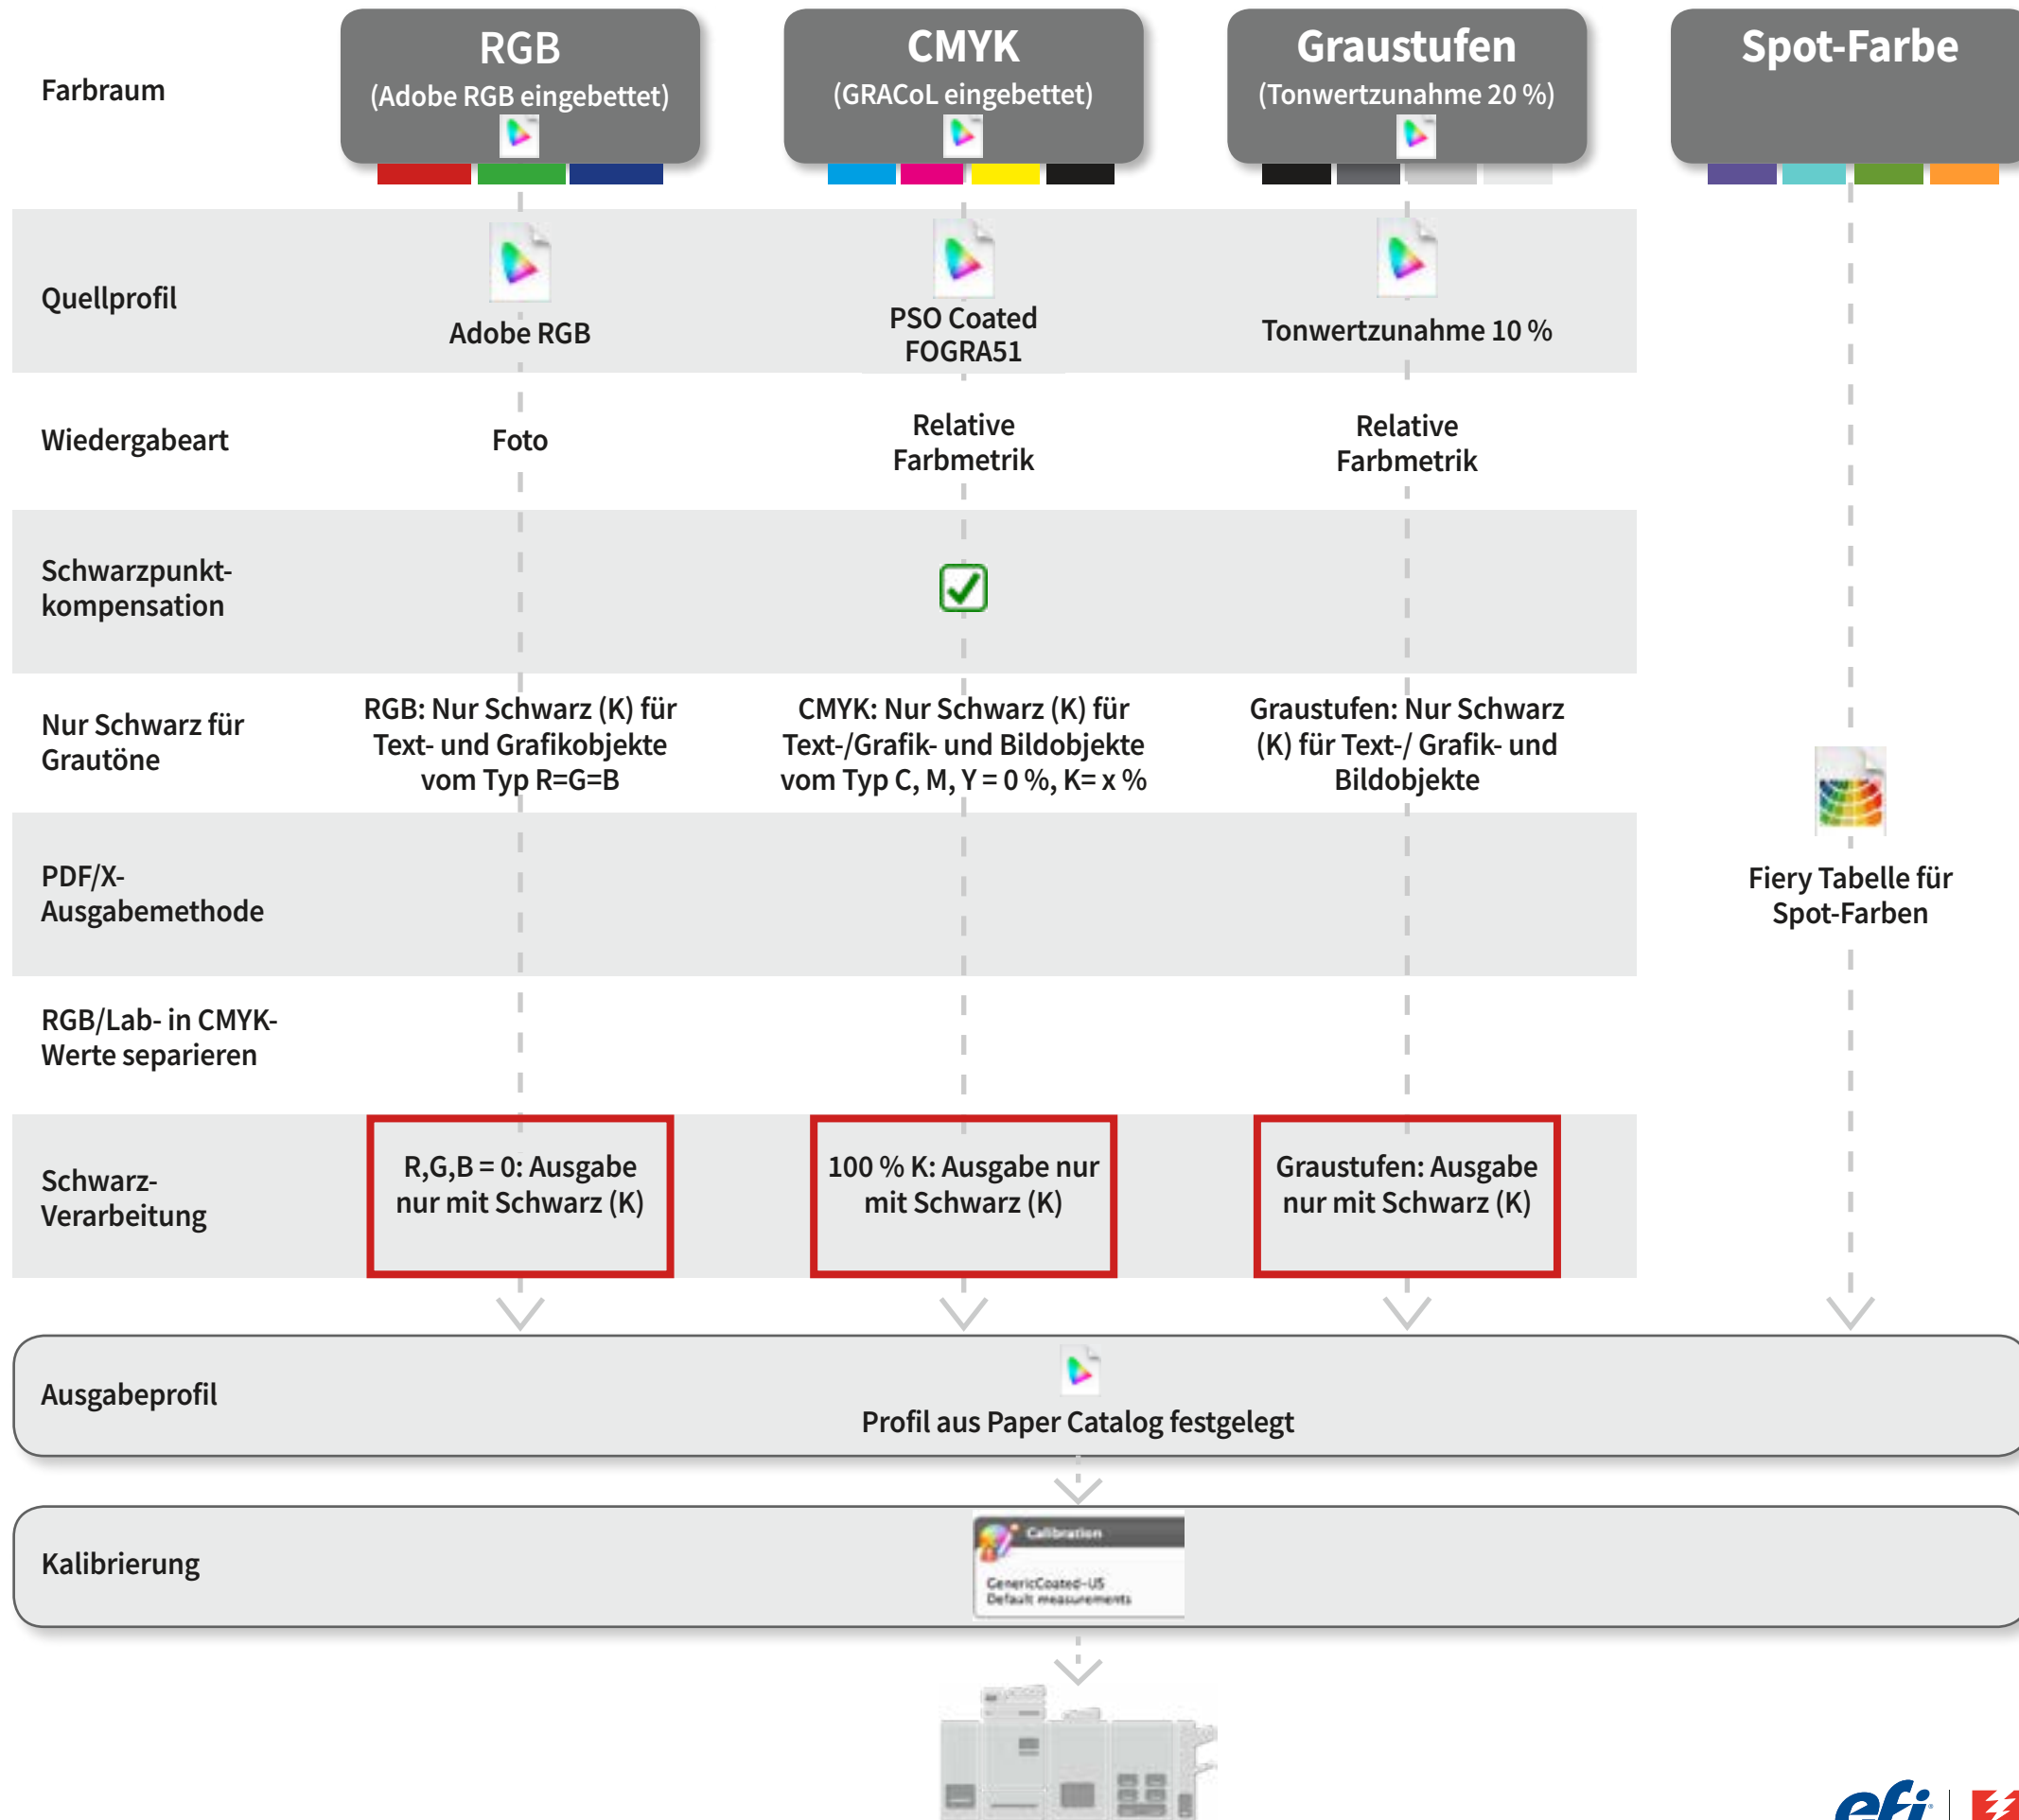 Farbraum
RGB
(Adobe RGB eingebettet)
CMYK
(GRACoL eingebettet)
Graustufen
(Tonwertzunahme 20 %)
Spot-Farbe
Quellprofil
Adobe RGB
PSO Coated
FOGRA51
Tonwertzunahme 10 %
Wiedergabeart
Foto
Relative
Farbmetrik
Relative
Farbmetrik
Schwarzpunkt-
kompensation
Nur Schwarz für
Grautöne
RGB: Nur Schwarz (K) für
Text- und Grafikobjekte
vom Typ R=G=B
CMYK: Nur Schwarz (K) für
Text-/Grafik- und Bildobjekte
vom Typ C, M, Y = 0 %, K= x %
Graustufen: Nur Schwarz
(K) für Text-/ Grafik- und
Bildobjekte
PDF/X-
Ausgabemethode
Fiery Tabelle für
Spot-Farben
RGB/Lab- in CMYK-
Werte separieren
Schwarz-
Verarbeitung
R,G,B = 0: Ausgabe
nur mit Schwarz (K)
100 % K: Ausgabe nur
mit Schwarz (K)
Graustufen: Ausgabe
nur mit Schwarz (K)
Ausgabeprofil
Profil aus Paper Catalog festgelegt
Kalibrierung
Calibration
GenericCoated-US
Default measurements
efi